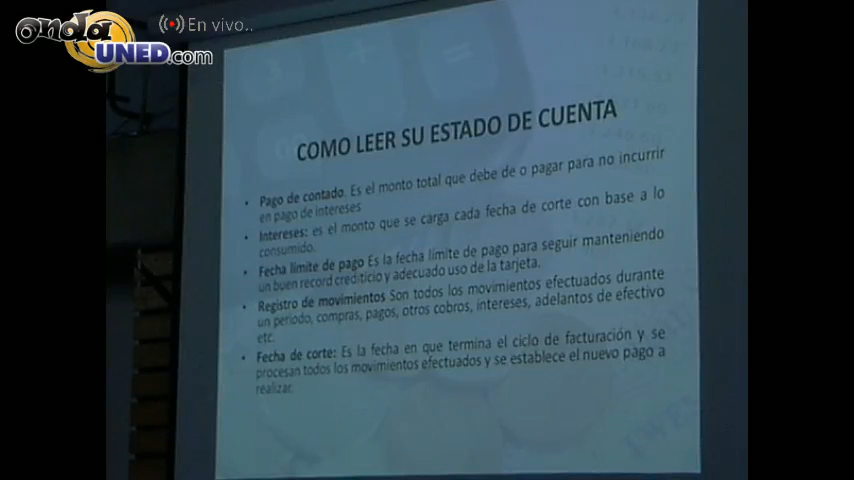 onda
UNED.com
En vivo..
COMO LEER SU ESTADO DE CUENTA
• Pago de contado. Es el monto total que debe de o pagar para no incurrir
en pago de intereses
• Intereses: es el monto que se carga cada fecha de corte con base a lo
consumido.
• Fecha límite de pago Es la fecha límite de pago para seguir manteniendo
un buen record crediticio y adecuado uso de la tarjeta.
• Registro de movimientos Son todos los movimientos efectuados durante
un periodo, compras, pagos, otros cobros, intereses, adelantos de efectivo
etc.
• Fecha de corte: Es la fecha en que termina el ciclo de facturación y se
procesan todos los movimientos efectuados y se establece el nuevo pago a
realizar.